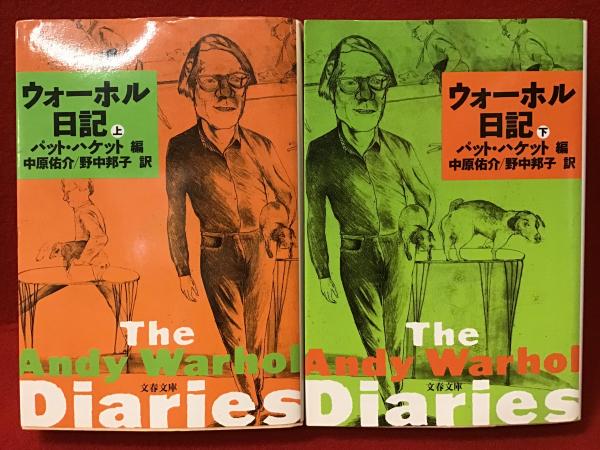 ウォーホル
日記 上
パット・ハケット 編
中原佑介/野中邦子 訳
The
Andy Warhol
Diaries
文春文庫
ウォーホル
日記 下
パット・ハケット 編
中原佑介/野中邦子 訳
The
Andy Warhol
Diaries
文春文庫